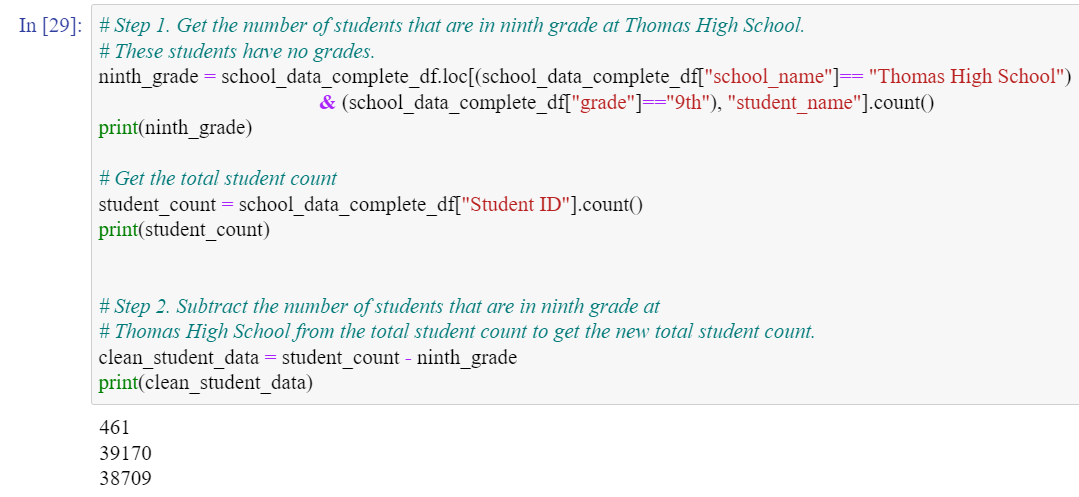 In [29]: # Step 1. Get the number of students that are in ninth grade at Thomas High School.
# These students have no grades.
ninth_grade = school_data_complete_df.loc[(school_data_complete_df["school_name"]== "Thomas High School")
& (school_data_complete_df["grade"]=="9th"), "student_name"].count()
print(ninth_grade)
# Get the total student count
student_count = school_data_complete_df["Student ID"].count()
print(student_count)
# Step 2. Subtract the number of students that are in ninth grade at
# Thomas High School from the total student count to get the new total student count.
clean_student_data = student_count - ninth_grade
print(clean_student_data)
461
39170
38709